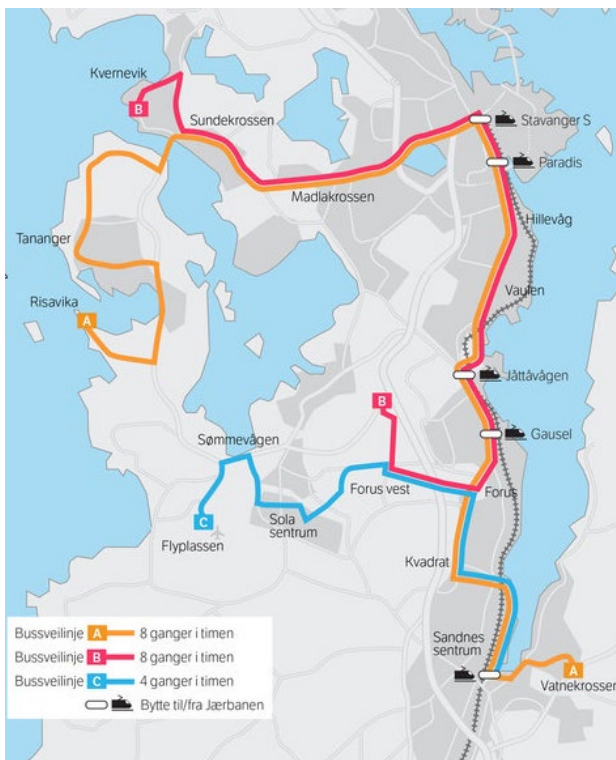 Kvernevik
B
Sundekrossen
Stavanger S
Paradis
Madlakrossen
Hillevåg
Tananger
Vaulen
Risavika
A
Jåttåvågen
B
Gausel
Sømmevågen
Forus vest
Forus
C
Sola
sentrum
Flyplassen
Kvadrat
Bussveilinje A 8 ganger i timen
Bussveilinje B 8 ganger i timen
Bussveilinje C 4 ganger i timen
Bytte til/fra Jærbanen
Sandnes
sentrum
A
Vatnekrossen